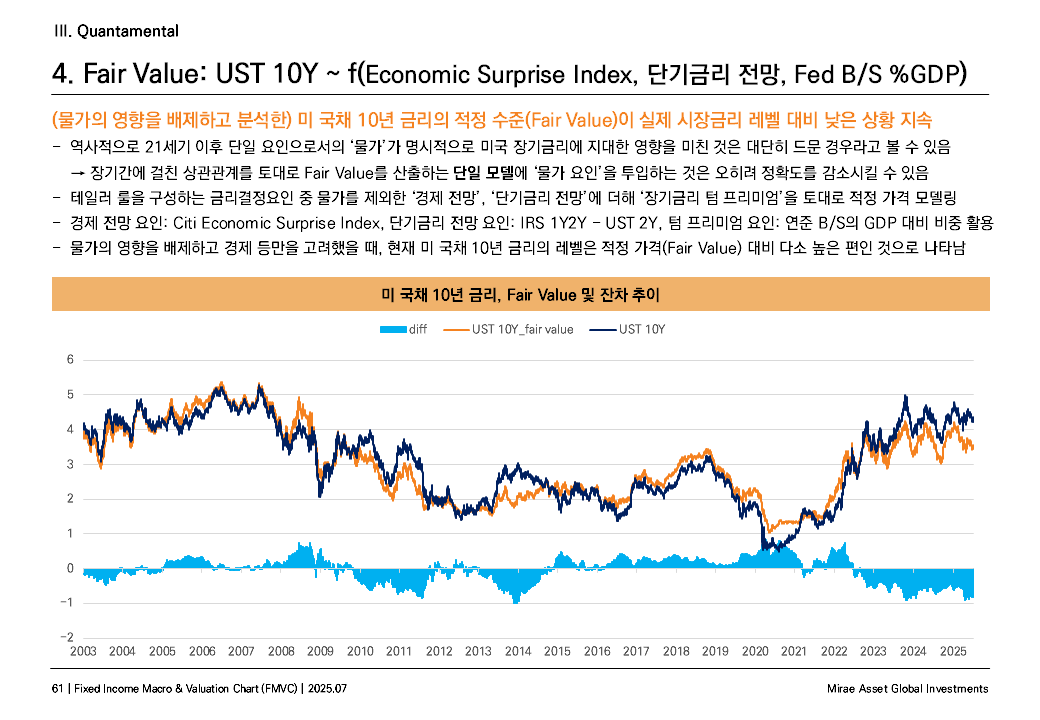 III. Quantamental
4. Fair Value: UST 10Y ~ f(Economic Surprise Index, 단기금리 전망, Fed B/S %GDP)
(물가의 영향을 배제하고 분석한) 미 국채 10년 금리의 적정 수준(Fair Value)이 실제 시장금리 레벨 대비 낮은 상황 지속
- 역사적으로 21세기 이후 단일 요인으로서의 '물가'가 명시적으로 미국 장기금리에 지대한 영향을 미친 것은 대단히 드문 경우라고 볼 수 있음
→ 장기간에 걸친 상관관계를 토대로 Fair Value를 산출하는 단일 모델에 '물가 요인'을 투입하는 것은 오히려 정확도를 감소시킬 수 있음
- 테일러 룰을 구성하는 금리결정요인 중 물가를 제외한 '경제 전망', '단기금리 전망'에 더해 '장기금리 텀 프리미엄'을 토대로 적정 가격 모델링
- 경제 전망 요인: Citi Economic Surprise Index, 단기금리 전망 요인: IRS 1Y2Y - UST 2Y, 텀 프리미엄 요인: 연준 B/S의 GDP 대비 비중 활용
- 물가의 영향을 배제하고 경제 등만을 고려했을 때, 현재 미 국채 10년 금리의 레벨은 적정 가격(Fair Value) 대비 다소 높은 편인 것으로 나타남
미 국채 10년 금리, Fair Value 및 잔차 추이
diff UST 10Y_fair value UST 10Y
6
5
4
3
2
1
0
-1
-2
2003 2004 2005 2006 2007 2008 2009 2010 2011 2012 2013 2014 2015 2016 2017 2018 2019 2020 2021 2022 2023 2024 2025
61 | Fixed Income Macro & Valuation Chart (FMVC) | 2025.07
Mirae Asset Global Investments